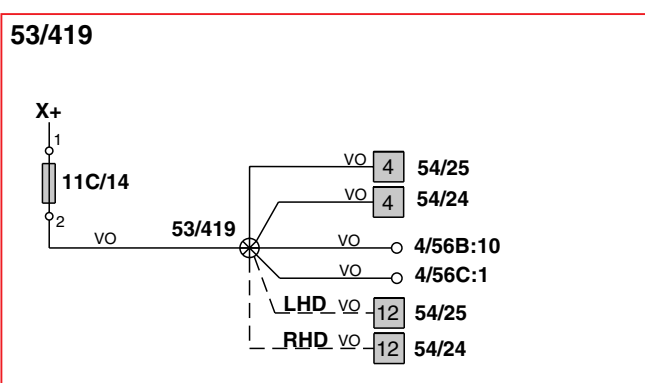 53/419
X+
1
11C/14
2
VO
53/419
VO 4 54/25
VO 4 54/24
VO 4/56B:10
VO 4/56C:1
LHD VO 12 54/25
RHD VO 12 54/24